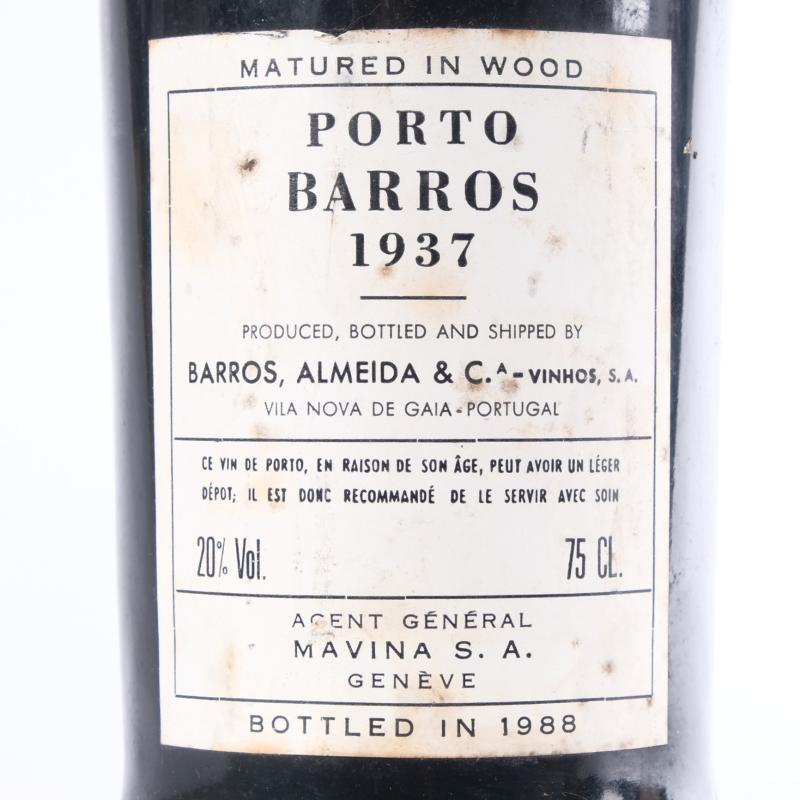 MATURED IN WOOD
PORTO
BARROS
1937
PRODUCED, BOTTLED AND SHIPPED BY
BARROS, ALMEIDA & C.ᴬ - VINHOS, S.A.
VILA NOVA DE GAIA - PORTUGAL
CE VIN DE PORTO, EN RAISON DE SON ÂGE, PEUT AVOIR UN LÉGER
DÉPOT; IL EST DONC RECOMMANDÉ DE LE SERVIR AVEC SOIN
20% Vol. 75 CL.
AGENT GÉNÉRAL
MAVINA S. A.
GENÈVE
BOTTLED IN 1988